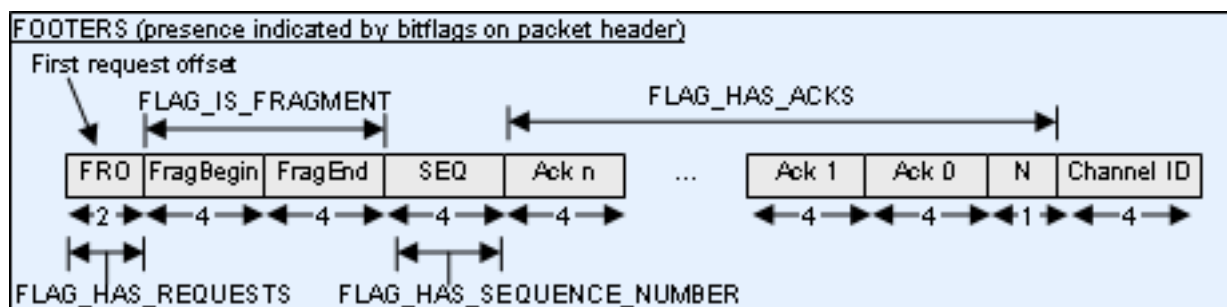 FOOTERS (presence indicated by bitflags on packet header)
First request offset
FLAG_IS_FRAGMENT
FLAG_HAS_ACKS
FRO FragBegin FragEnd SEQ Ack n ... Ack 1 Ack 0 N Channel ID
2 4 4 4 4 4 4 1 4
FLAG_HAS_REQUESTS FLAG_HAS_SEQUENCE_NUMBER